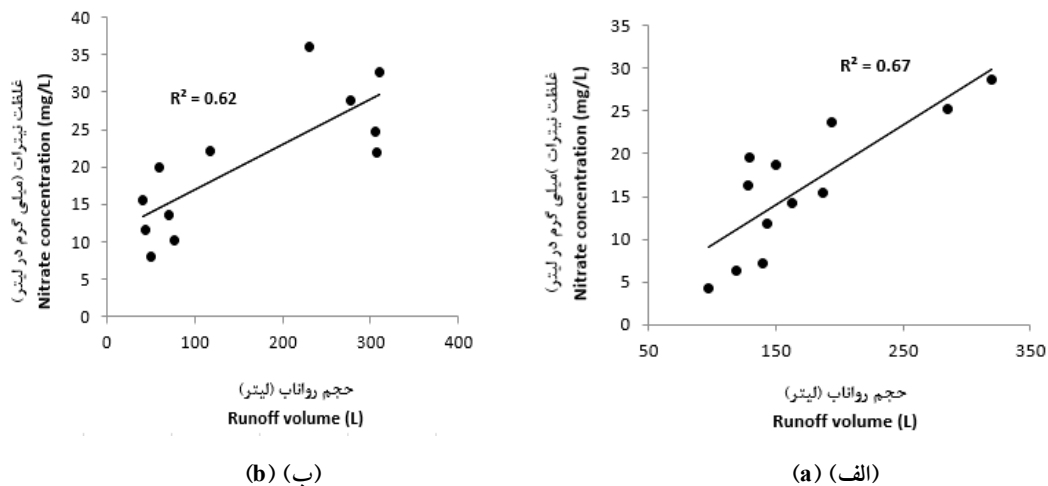 40
35
30
25
20
15
10
5
0
غلظت نیترات (میلی گرم در لیتر)
Nitrate concentration (mg/L)
R² = 0.62
0 100 200 300 400
حجم رواناب (لیتر)
Runoff volume (L)
(ب) (b)
35
30
25
20
15
10
5
0
غلظت نیترات )میلی گرم در لیتر)
Nitrate concentration (mg/L)
R² = 0.67
50 150 250 350
حجم رواناب (لیتر)
Runoff volume (L)
(الف) (a)